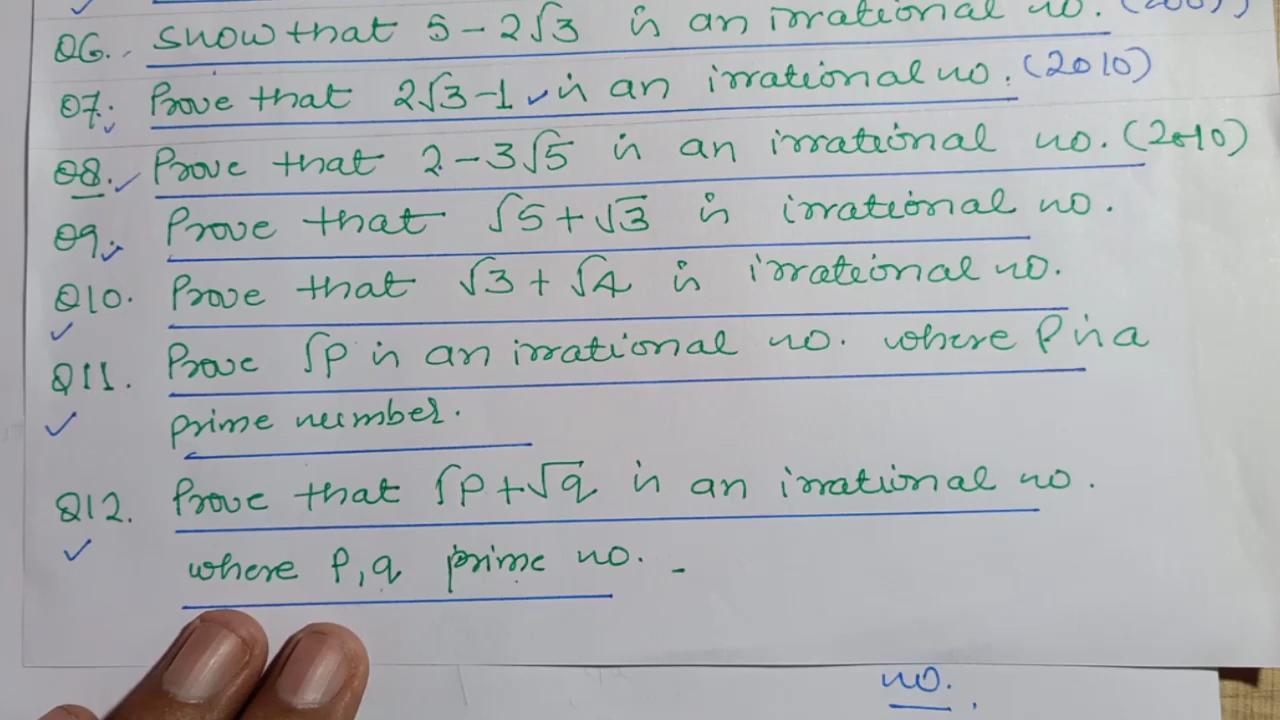 Q6. Show that 5-2√3 is an irrational no.
Q7. Prove that 2√3-1 is an irrational no. (2010)
Q8. Prove that 2-3√5 is an irrational no. (2010)
Q9. Prove that √5+√3 is irrational no.
Q10. Prove that √3+√4 is irrational no.
Q11. Prove √P is an irrational no. where P is a
prime number.
Q12. Prove that √P+√q is an irrational no.
where P,q prime no. -
no.,